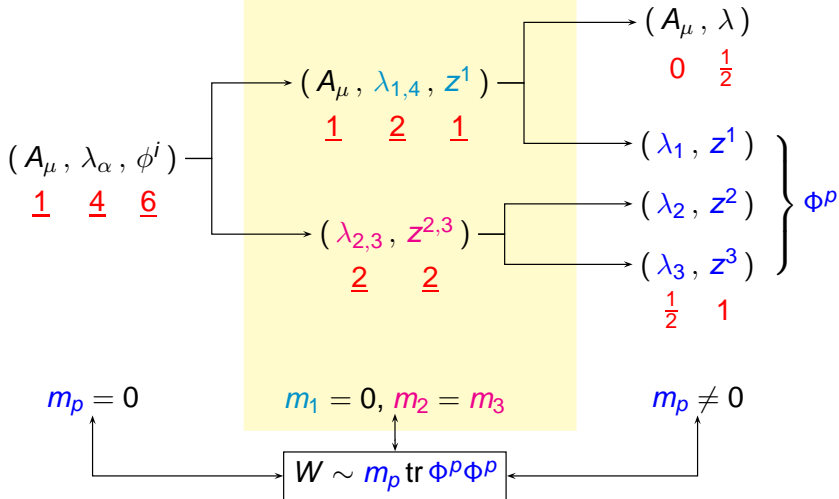 ( A_μ , λ )
0 1/2
( A_μ , λ_{1,4} , z^1 )
1 2 1
( λ_1 , z^1 )
( A_μ , λ_α , φ^i )
1 4 6
( λ_2 , z^2 )
Φ^p
( λ_{2,3} , z^{2,3} )
2 2
( λ_3 , z^3 )
1/2 1
m_p = 0
m_1 = 0, m_2 = m_3
m_p ≠ 0
W ∼ m_p tr Φ^p Φ^p